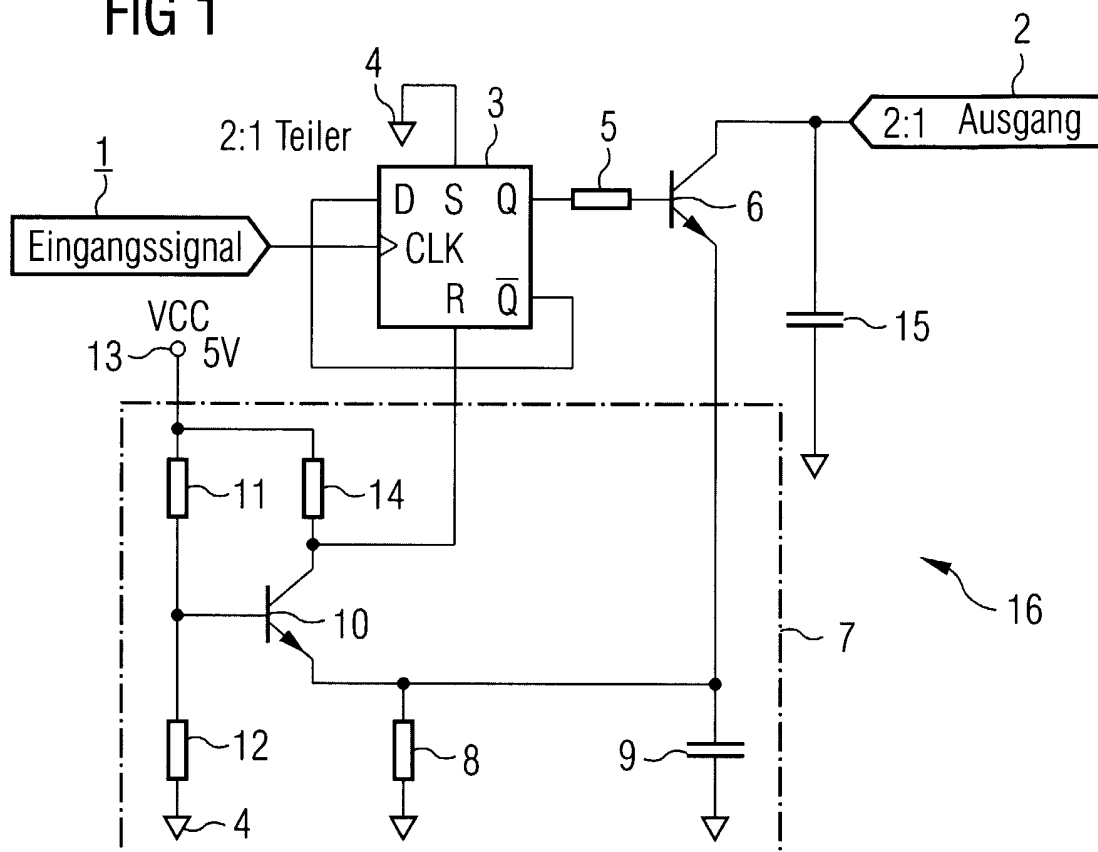 FIG 1
2
4
3
2:1 Teiler
5
2:1 Ausgang
1
D S Q
6
Eingangssignal
CLK
R Q̅
15
VCC
13 5V
11
14
10
16
7
12
8
9
4